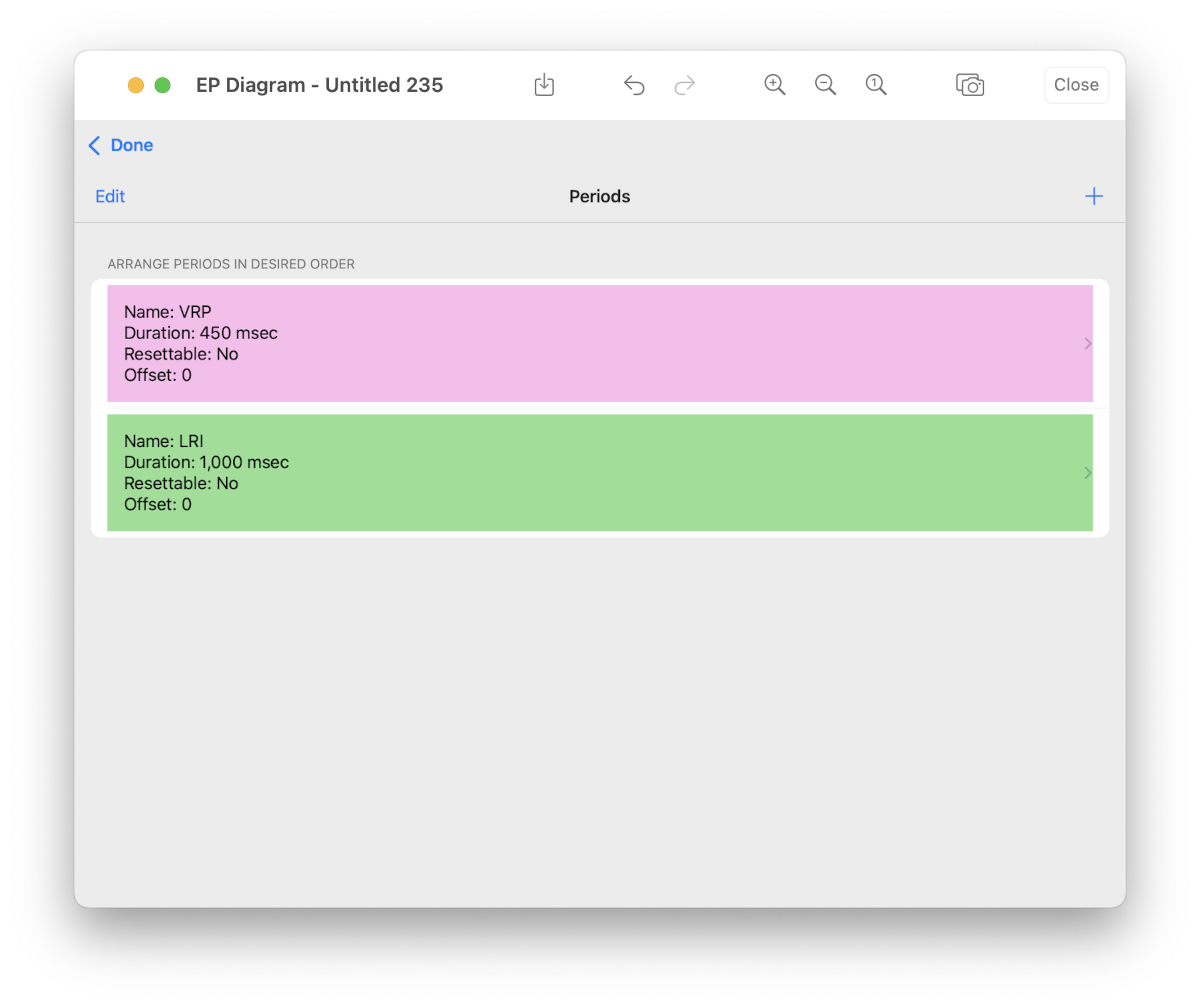 EP Diagram - Untitled 235
1
Close
Done
Edit
Periods
ARRANGE PERIODS IN DESIRED ORDER
Name: VRP
Duration: 450 msec
Resettable: No
Offset: 0
Name: LRI
Duration: 1,000 msec
Resettable: No
Offset: 0